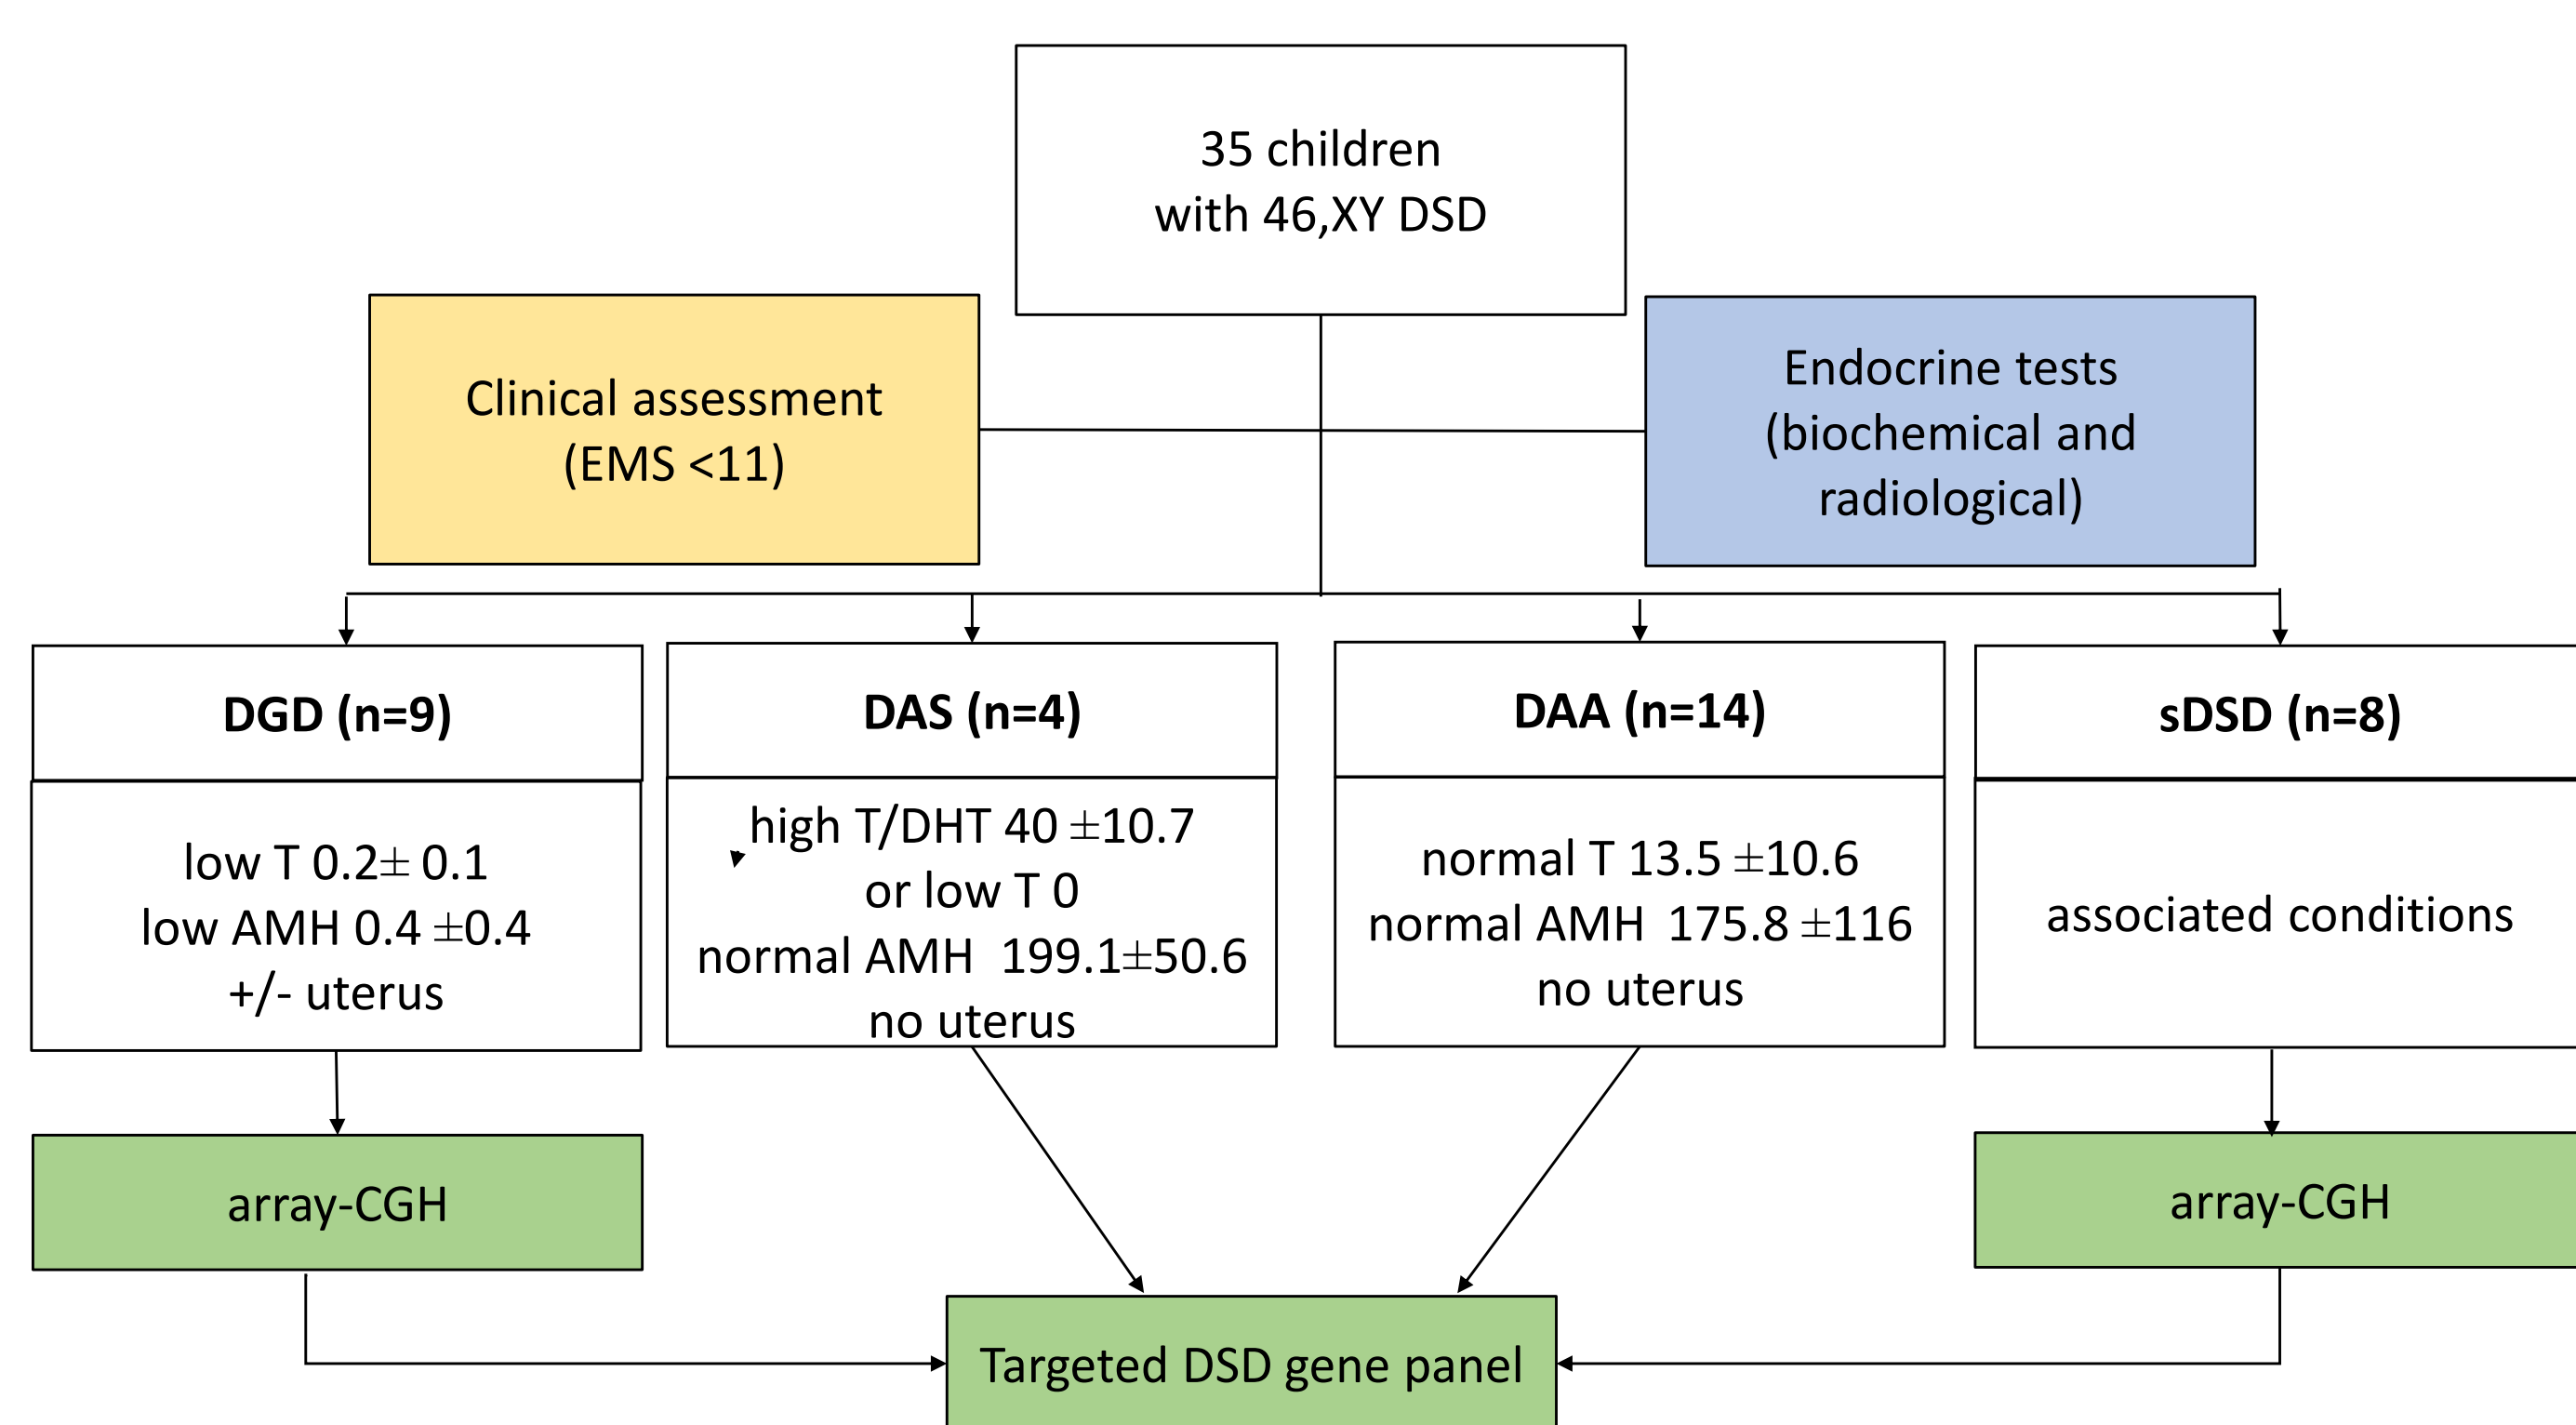 35 children
with 46,XY DSD
Clinical assessment
(EMS <11)
Endocrine tests
(biochemical and
radiological)
DGD (n=9)
low T 0.2± 0.1
low AMH 0.4 ±0.4
+/- uterus
DAS (n=4)
high T/DHT 40 ±10.7
or low T 0
normal AMH  199.1±50.6
no uterus
DAA (n=14)
normal T 13.5 ±10.6
normal AMH  175.8 ±116
no uterus
sDSD (n=8)
associated conditions
array-CGH
array-CGH
Targeted DSD gene panel